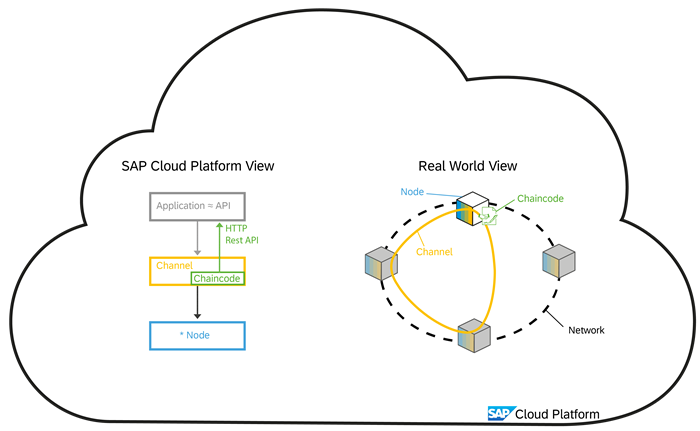 SAP Cloud Platform View
Application ≈ API
HTTP
Rest API
Channel
Chaincode
* Node
Real World View
Node
Chaincode
Channel
Network
SAP Cloud Platform